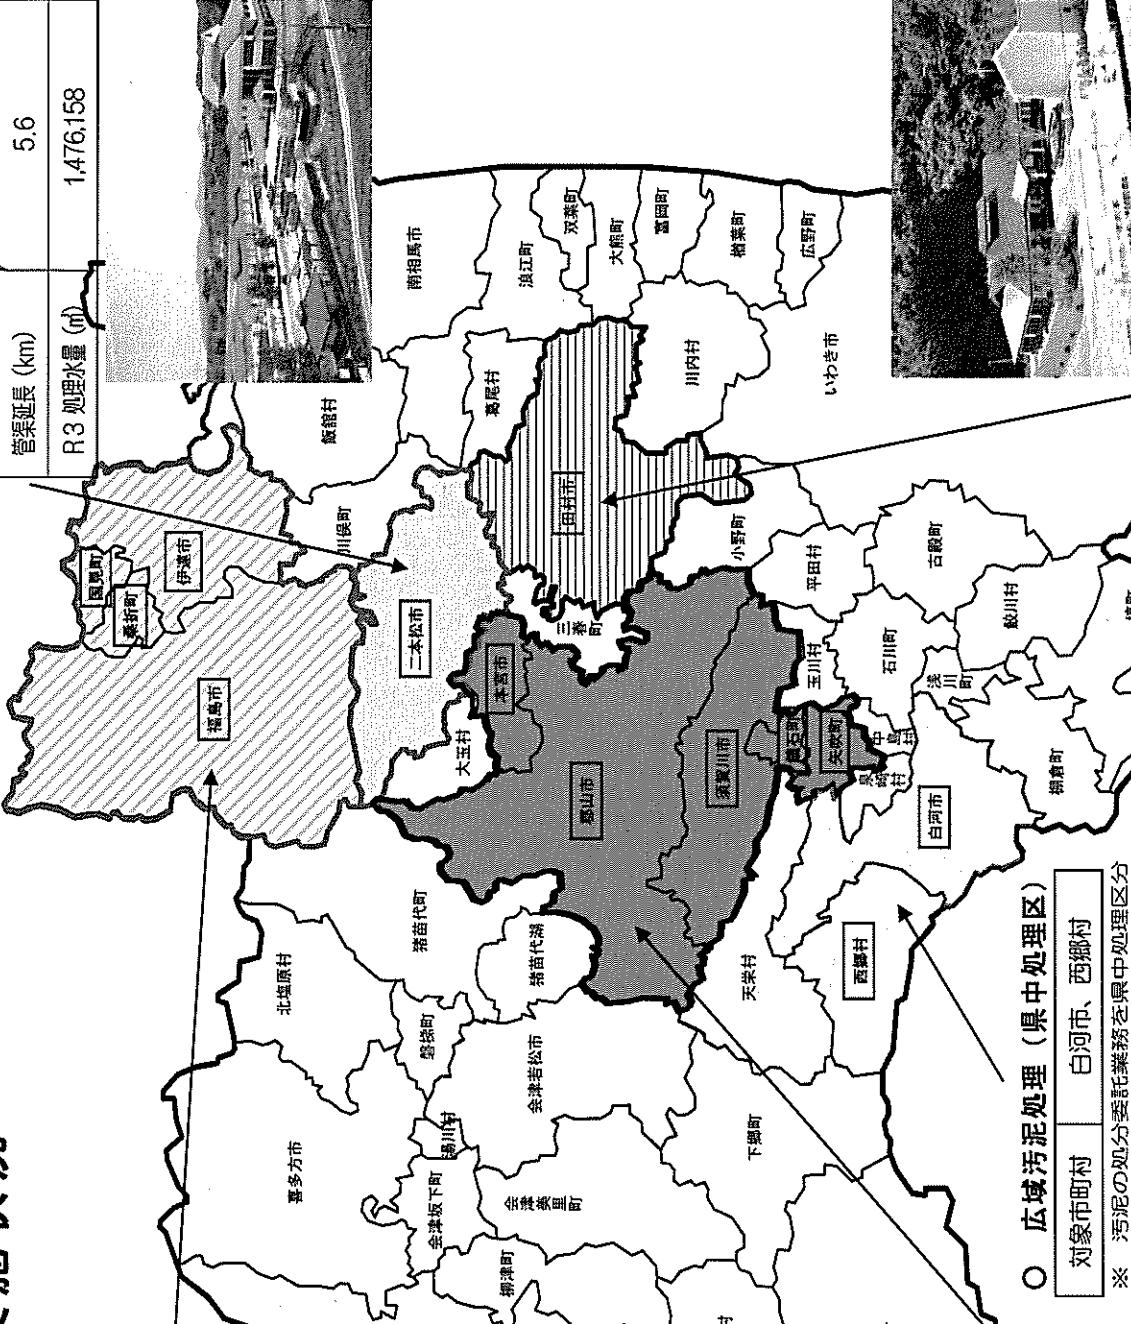 施状況
管渠延長 (km) 5.6
R3 処理水量 (㎥) 1,476,158
国見町
桑折町
伊達市
福島市
川俣町
飯舘村
南相馬市
浪江町
双葉町
大熊町
富岡町
楢葉町
広野町
葛尾村
川内村
いわき市
二本松市
田村市
三春町
本宮市
大玉村
小野町
平田村
古殿町
郡山市
須賀川市
鏡石町
矢吹町
玉川村
石川町
浅川町
鮫川村
中島村
泉崎村
白河市
棚倉町
西郷村
天栄村
猪苗代町
猪苗代湖
北塩原村
磐梯町
会津若松市
喜多方市
湯川村
会津坂下町
会津美里町
柳津町
下郷町
○ 広域汚泥処理(県中処理区)
対象市町村 白河市、西郷村
※ 汚泥の処分委託業務を県中処理区分